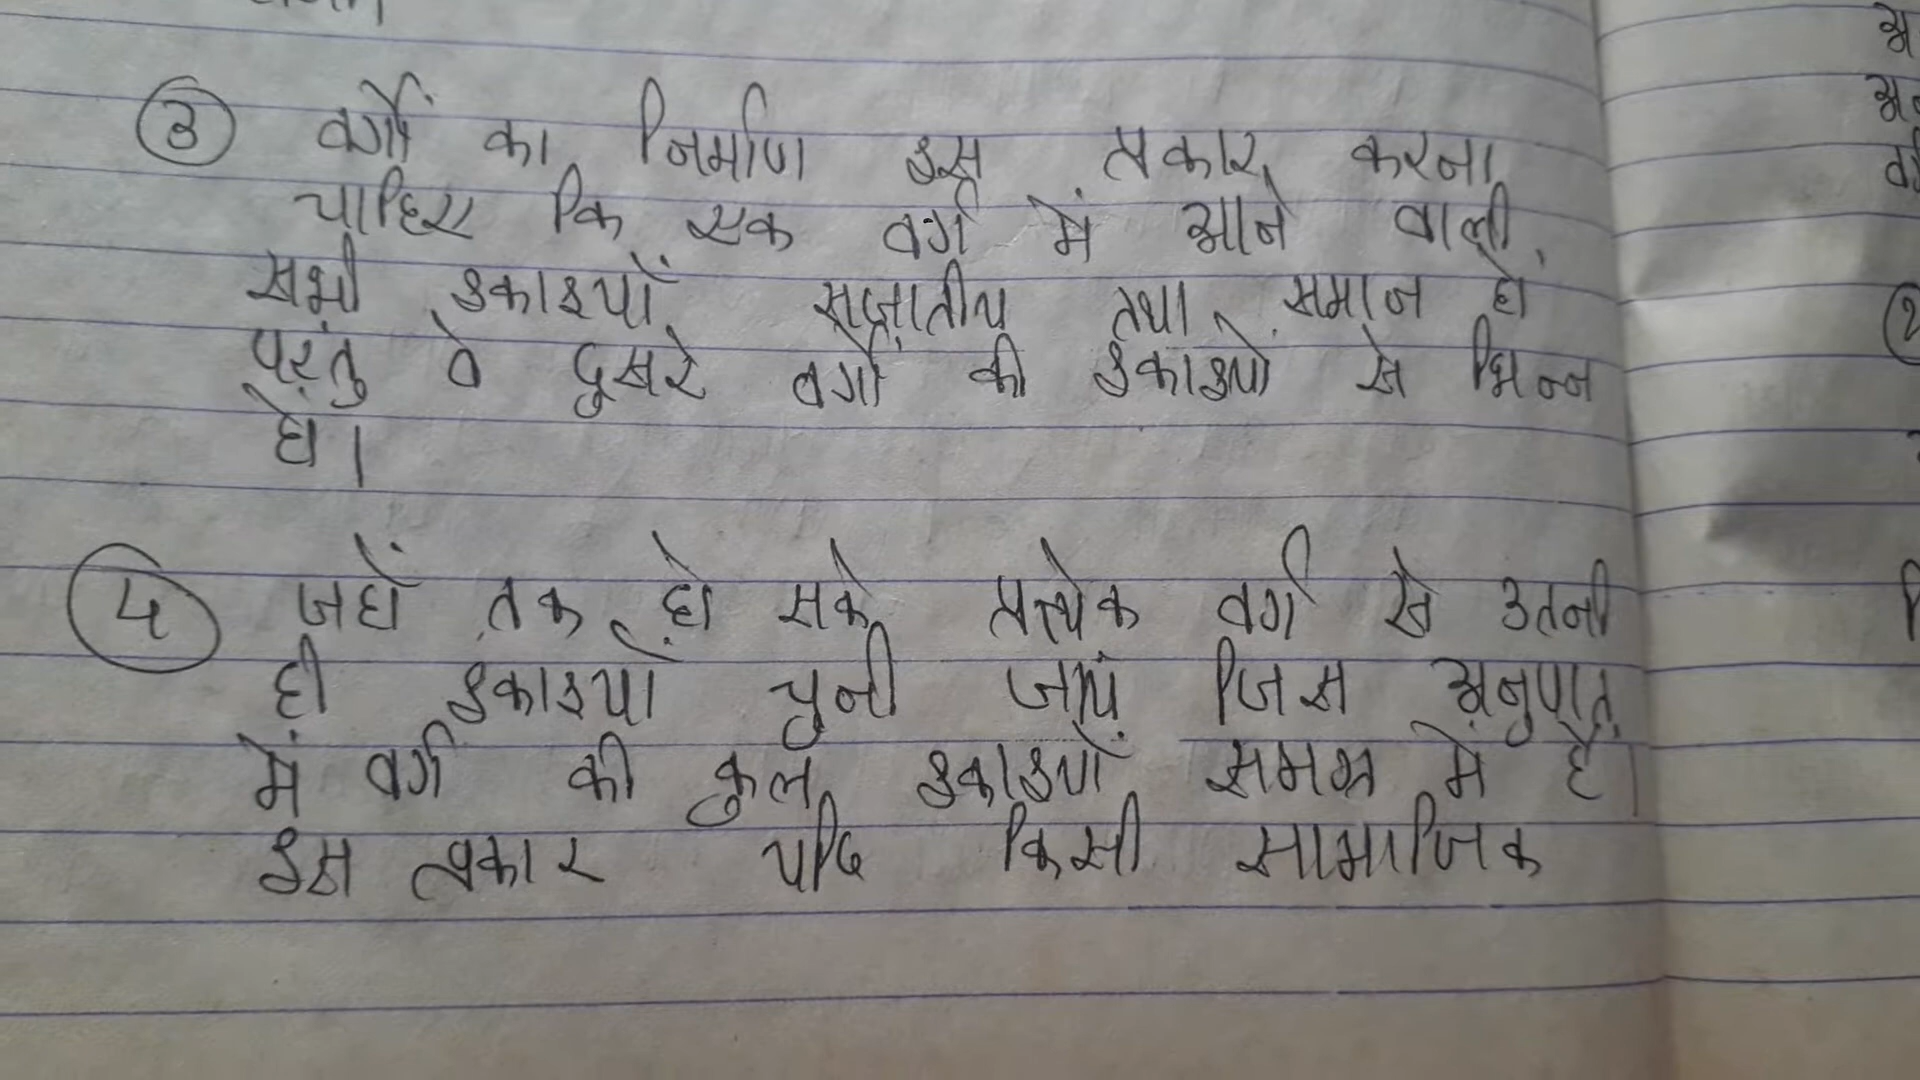 ③ वर्गों का निर्माण इस प्रकार करना
चाहिए कि एक वर्ग में आने वाली
सभी इकाइयाँ सजातीय तथा समाज हो
परंतु वे दुसरे वर्गों की इकाइयों से भिन्न
हो।
④ जहाँ तक हो सके प्रत्येक वर्ग से उतनी
ही इकाइयाँ चुनी जायं जिस अनुपात
में वर्ग की कुल इकाइयाँ समग्र में है।
इस प्रकार यदि किसी सामाजिक